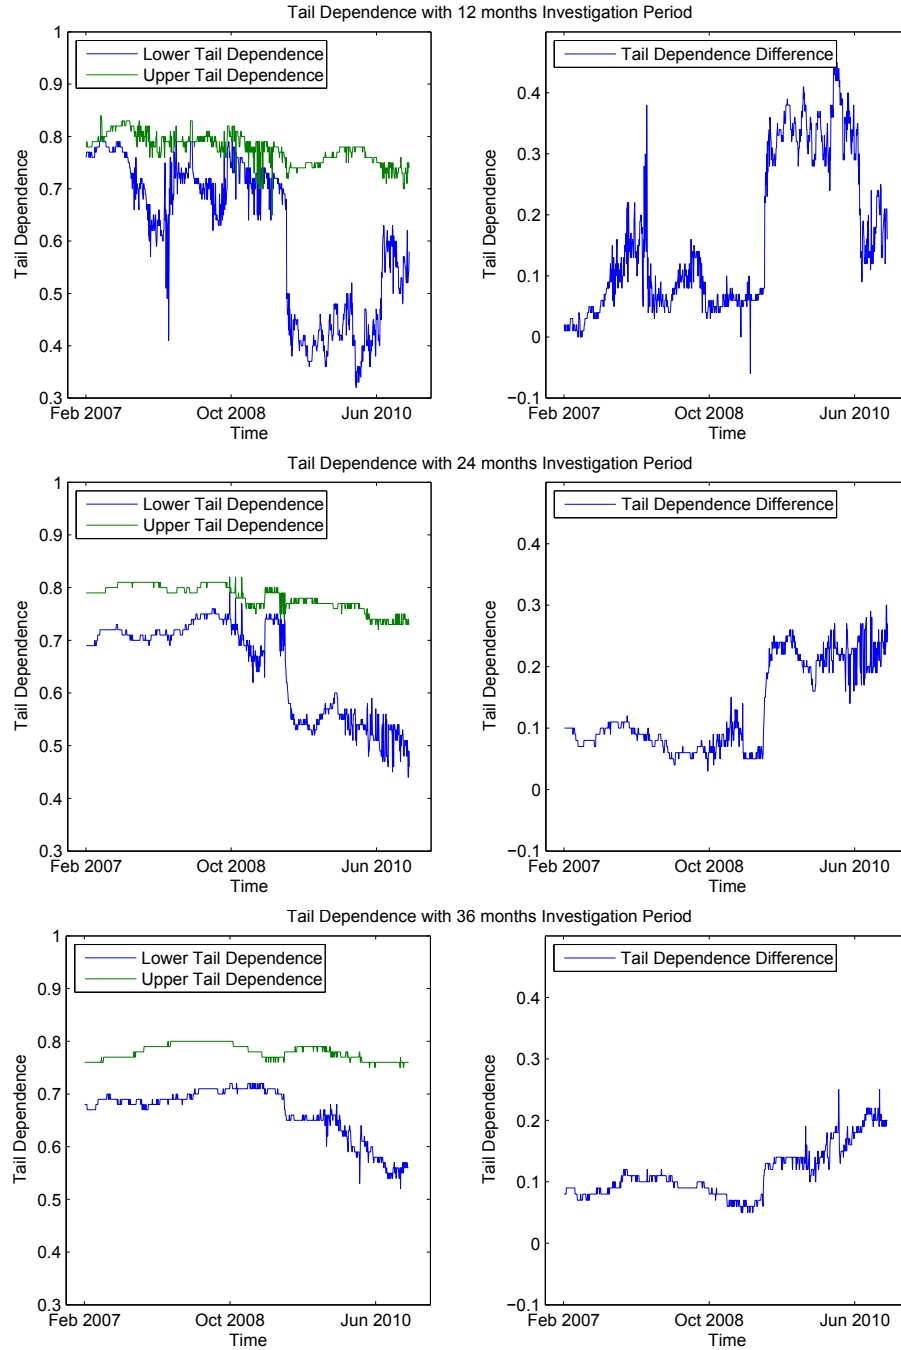 Tail Dependence with 12 months Investigation Period
1
0.9
0.8
0.7
0.6
0.5
0.4
0.3
Tail Dependence
Lower Tail Dependence
Upper Tail Dependence
Feb 2007 Oct 2008 Jun 2010
Time
0.4
0.3
0.2
0.1
0
−0.1
Tail Dependence
Tail Dependence Difference
Feb 2007 Oct 2008 Jun 2010
Time
Tail Dependence with 24 months Investigation Period
1
0.9
0.8
0.7
0.6
0.5
0.4
0.3
Tail Dependence
Lower Tail Dependence
Upper Tail Dependence
Feb 2007 Oct 2008 Jun 2010
Time
0.4
0.3
0.2
0.1
0
−0.1
Tail Dependence
Tail Dependence Difference
Feb 2007 Oct 2008 Jun 2010
Time
Tail Dependence with 36 months Investigation Period
1
0.9
0.8
0.7
0.6
0.5
0.4
0.3
Tail Dependence
Lower Tail Dependence
Upper Tail Dependence
Feb 2007 Oct 2008 Jun 2010
Time
0.4
0.3
0.2
0.1
0
−0.1
Tail Dependence
Tail Dependence Difference
Feb 2007 Oct 2008 Jun 2010
Time